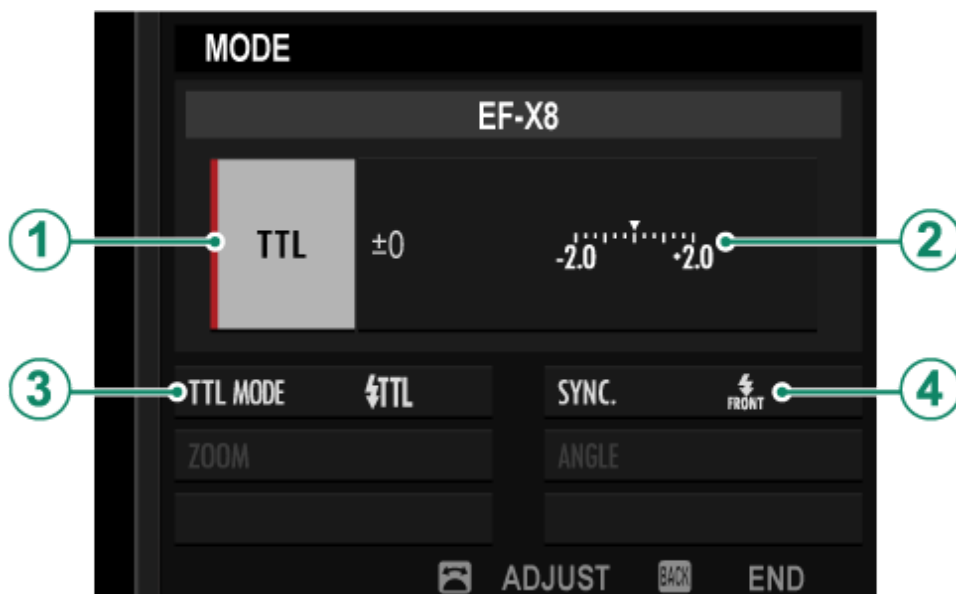 MODE
EF-X8
1 TTL ±0 -2.0 +2.0 2
3 TTL MODE TTL SYNC. FRONT 4
ZOOM ANGLE
ADJUST BACK END